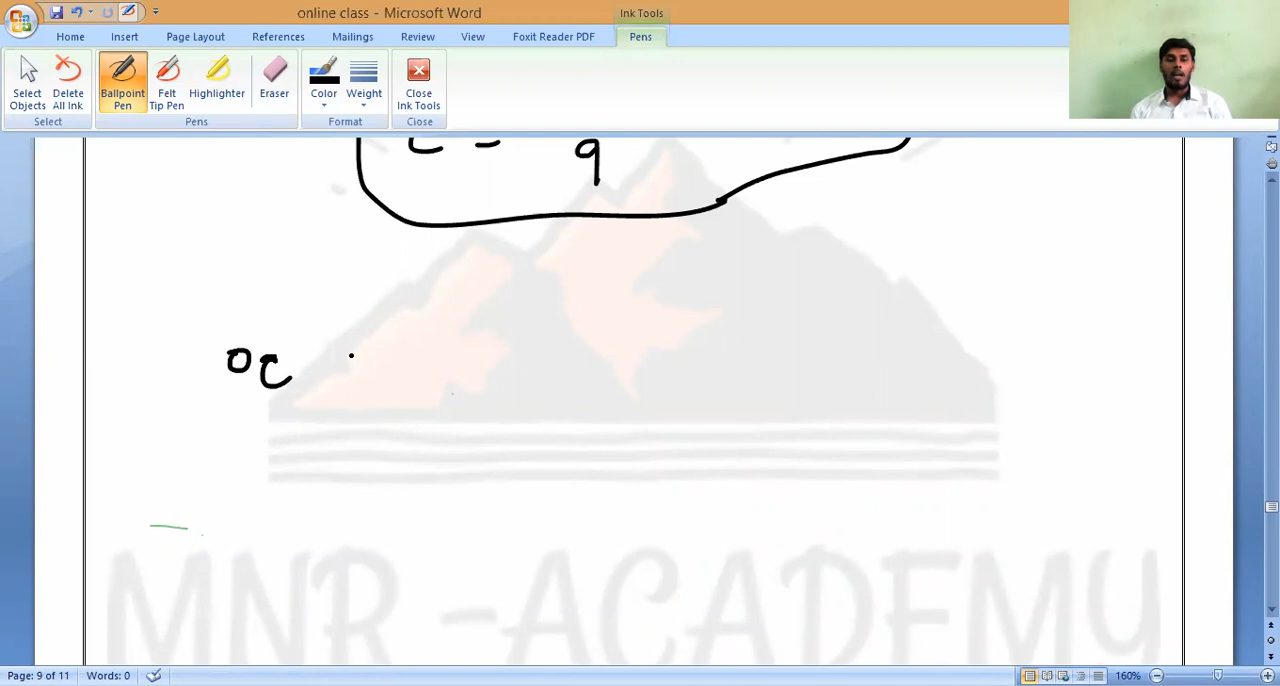 online class - Microsoft Word
Ink Tools
Home Insert Page Layout References Mailings Review View Foxit Reader PDF Pens
Select Objects
Delete All Ink
Ballpoint Pen
Felt Tip Pen
Highlighter
Eraser
Color
Weight
Close Ink Tools
Select Pens Format Close
9
°C
MNR -ACADEMY
Page: 9 of 11 Words: 0 160%